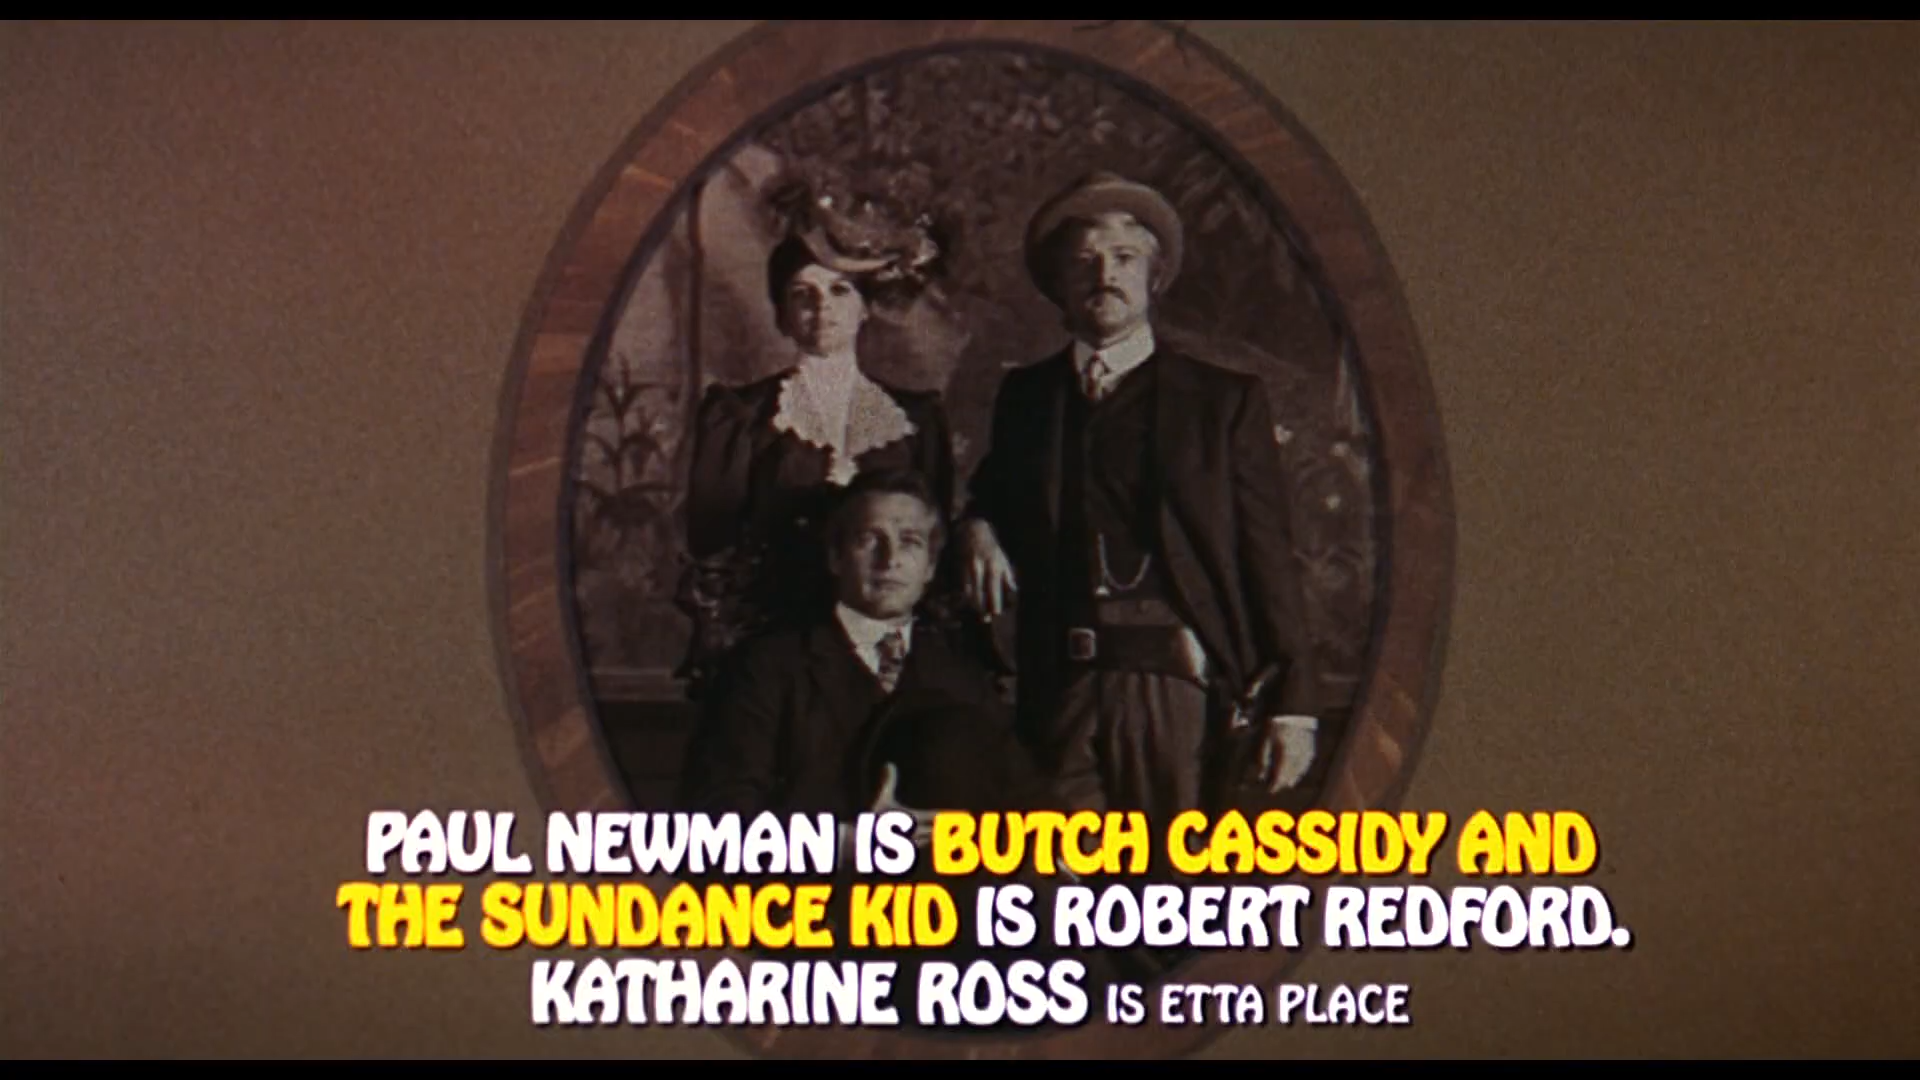 PAUL NEWMAN IS BUTCH CASSIDY AND
THE SUNDANCE KID IS ROBERT REDFORD.
KATHARINE ROSS IS ETTA PLACE